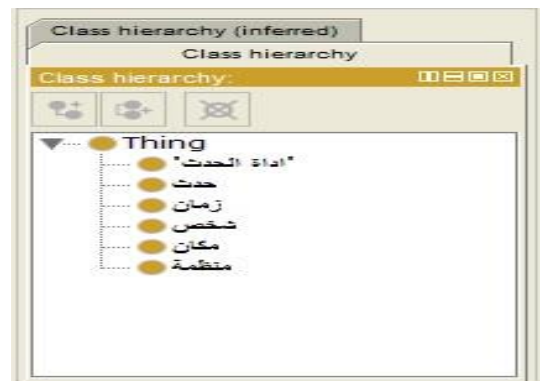 Class hierarchy (inferred)
Class hierarchy
Class hierarchy:
Thing
"اداة الحدث"
حدث
زمان
شخص
مكان
منظمة